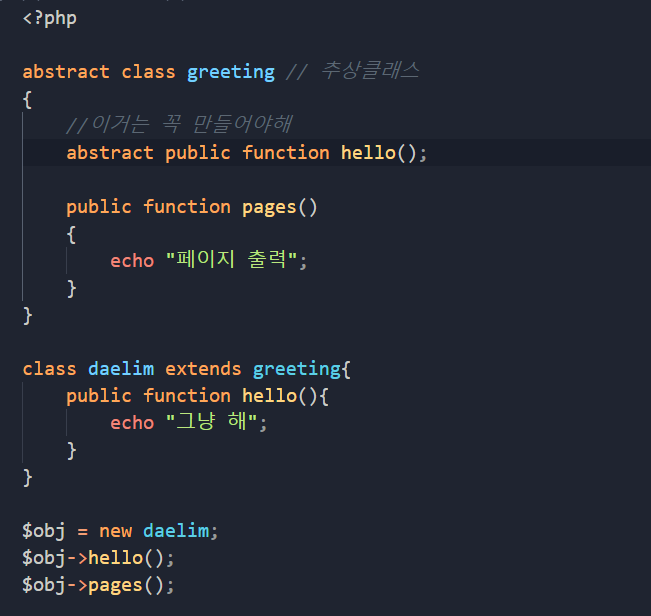 <?php
abstract class greeting // 추상클래스
{
//이거는 꼭 만들어야해
abstract public function hello();
public function pages()
{
echo "페이지 출력";
}
}
class daelim extends greeting{
public function hello(){
echo "그냥 해";
}
}
$obj = new daelim;
$obj->hello();
$obj->pages();